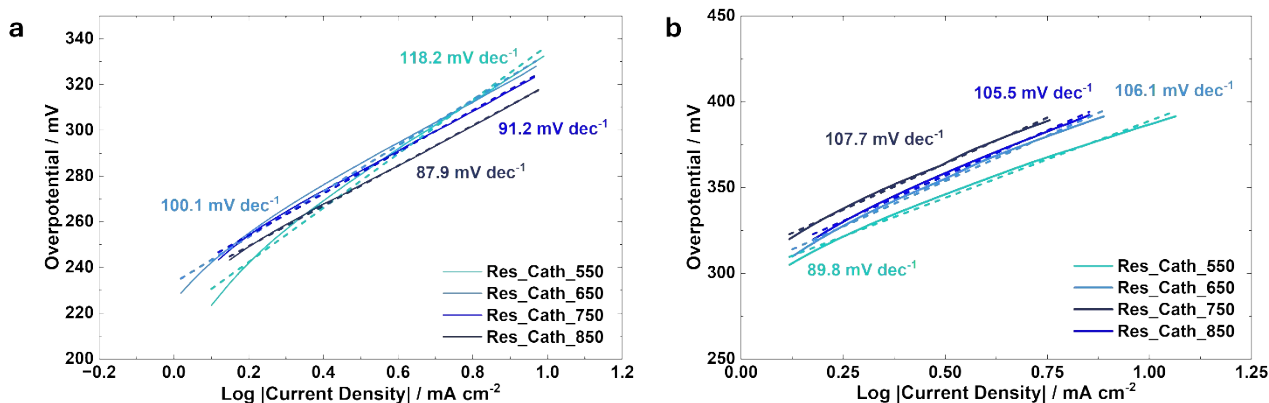 a
340
320
300
280
260
240
220
200
Overpotential / mV
118.2 mV dec-1
91.2 mV dec-1
87.9 mV dec-1
100.1 mV dec-1
Res_Cath_550
Res_Cath_650
Res_Cath_750
Res_Cath_850
-0.2 0.0 0.2 0.4 0.6 0.8 1.0 1.2
Log |Current Density| / mA cm-2
b
450
400
350
300
250
Overpotential / mV
105.5 mV dec-1
106.1 mV dec-1
107.7 mV dec-1
89.8 mV dec-1
Res_Cath_550
Res_Cath_650
Res_Cath_750
Res_Cath_850
0.00 0.25 0.50 0.75 1.00 1.25
Log |Current Density| / mA cm-2